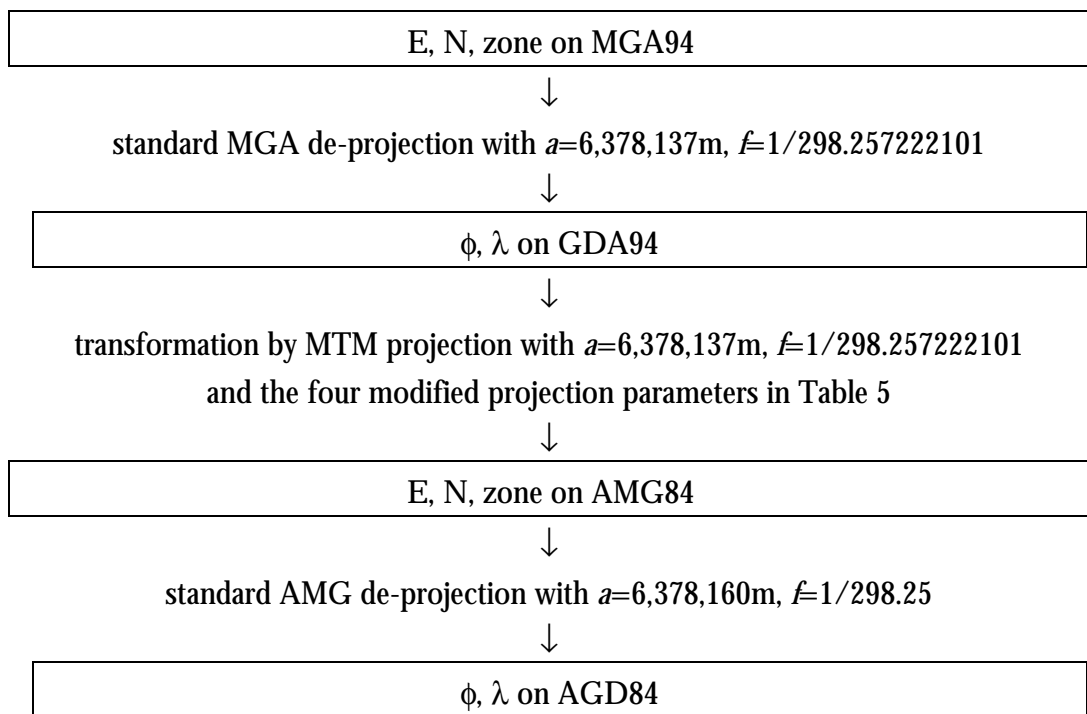 E, N, zone on MGA94
↓
standard MGA de-projection with a=6,378,137m, f=1/298.257222101
↓
ϕ, λ on GDA94
↓
transformation by MTM projection with a=6,378,137m, f=1/298.257222101
and the four modified projection parameters in Table 5
↓
E, N, zone on AMG84
↓
standard AMG de-projection with a=6,378,160m, f=1/298.25
↓
ϕ, λ on AGD84